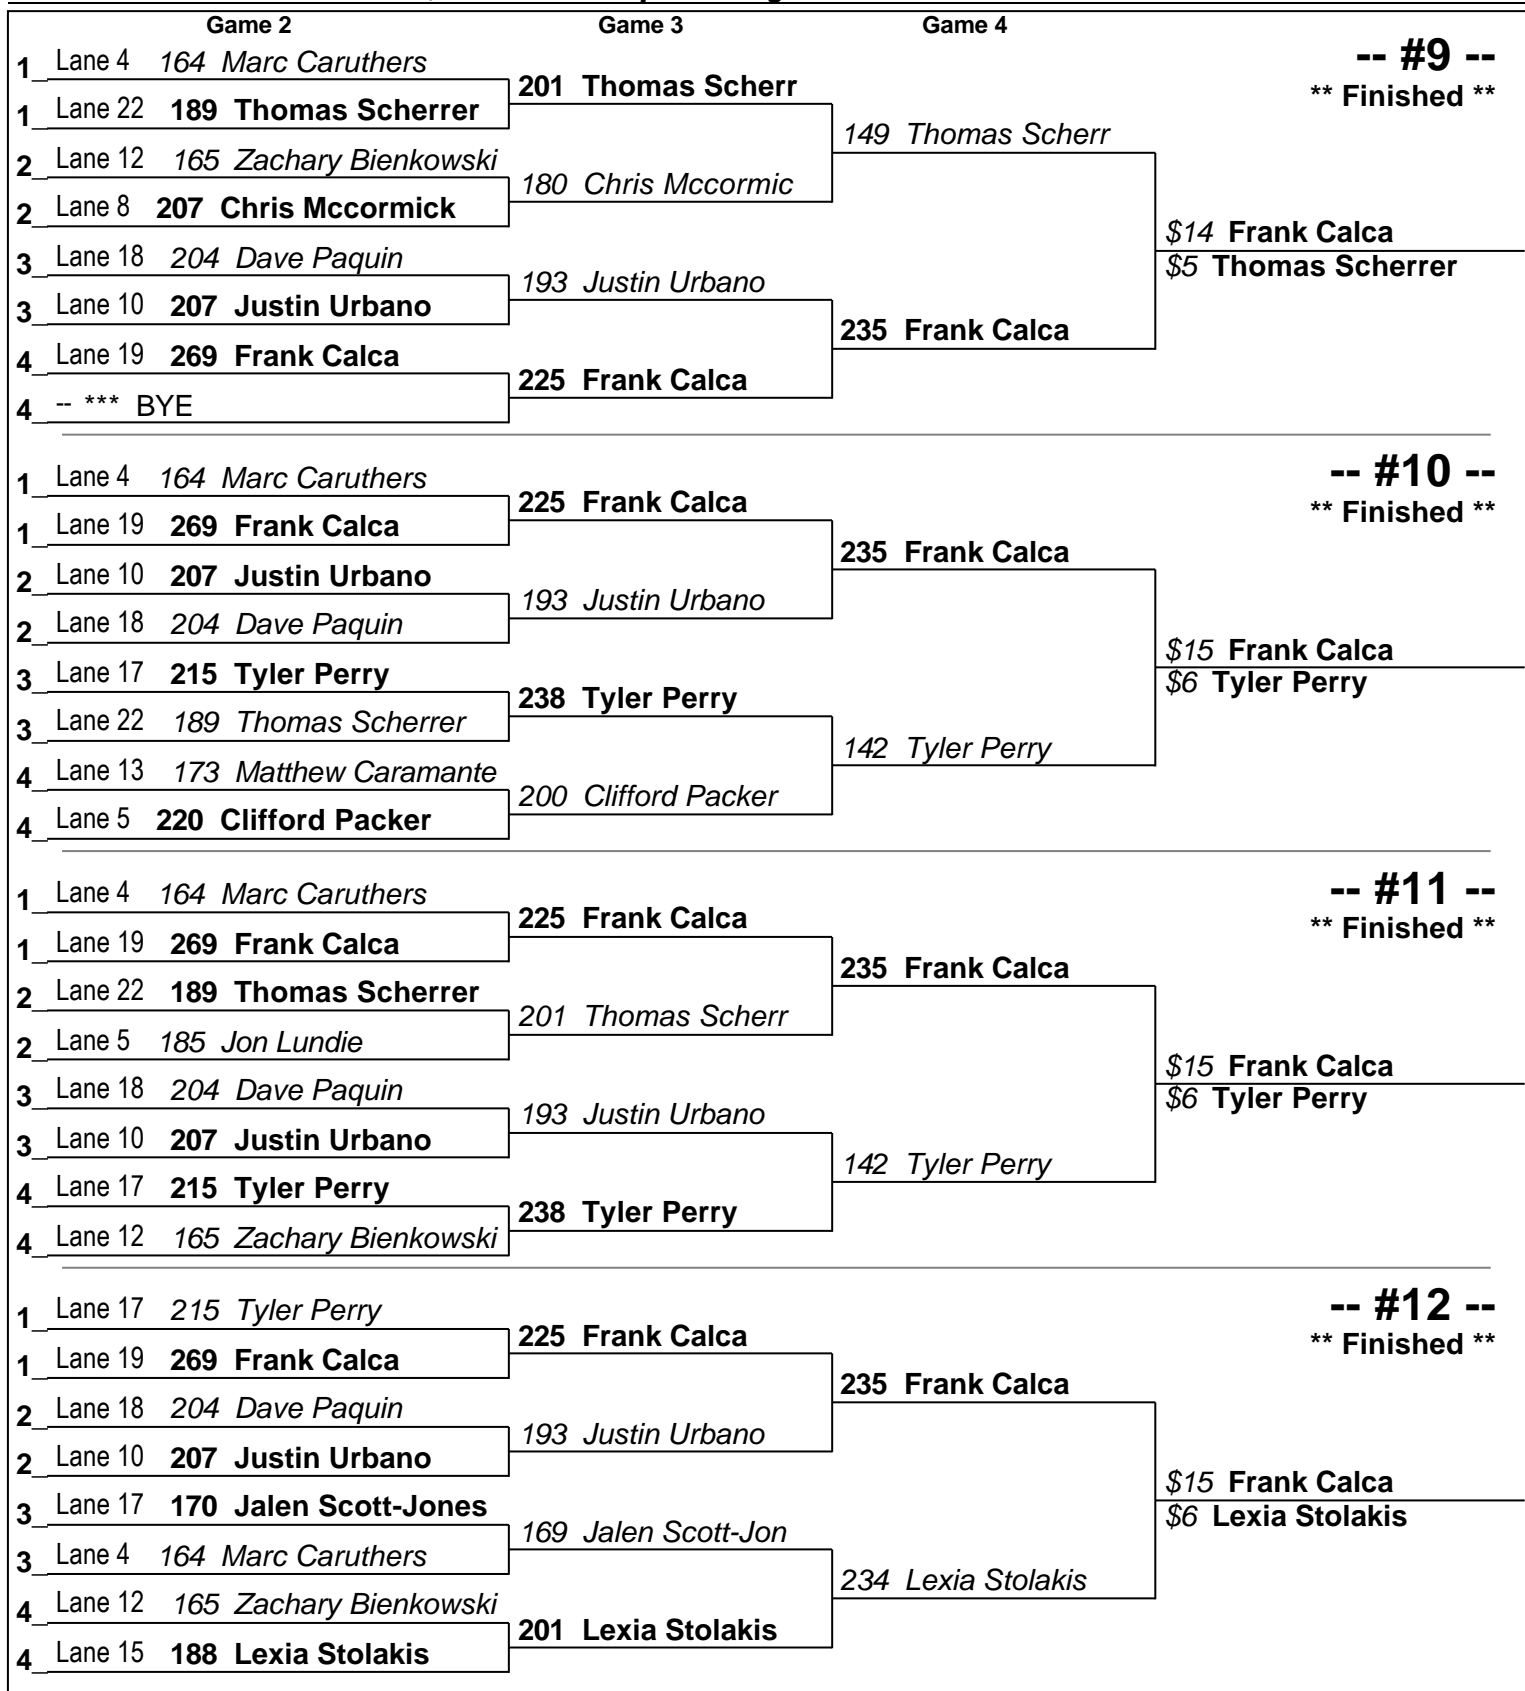 Game 2 Game 3 Game 4
-- #9 --
** Finished **
1_ Lane 4 164 Marc Caruthers
201 Thomas Scherr
1_ Lane 22 189 Thomas Scherrer
149 Thomas Scherr
2_ Lane 12 165 Zachary Bienkowski
180 Chris Mccormic
2_ Lane 8 207 Chris Mccormick
$14 Frank Calca
$5 Thomas Scherrer
3_ Lane 18 204 Dave Paquin
193 Justin Urbano
3_ Lane 10 207 Justin Urbano
235 Frank Calca
4_ Lane 19 269 Frank Calca
225 Frank Calca
4_ -- *** BYE
-- #10 --
** Finished **
1_ Lane 4 164 Marc Caruthers
225 Frank Calca
1_ Lane 19 269 Frank Calca
235 Frank Calca
2_ Lane 10 207 Justin Urbano
193 Justin Urbano
2_ Lane 18 204 Dave Paquin
$15 Frank Calca
$6 Tyler Perry
3_ Lane 17 215 Tyler Perry
238 Tyler Perry
3_ Lane 22 189 Thomas Scherrer
142 Tyler Perry
4_ Lane 13 173 Matthew Caramante
200 Clifford Packer
4_ Lane 5 220 Clifford Packer
-- #11 --
** Finished **
1_ Lane 4 164 Marc Caruthers
225 Frank Calca
1_ Lane 19 269 Frank Calca
235 Frank Calca
2_ Lane 22 189 Thomas Scherrer
201 Thomas Scherr
2_ Lane 5 185 Jon Lundie
$15 Frank Calca
$6 Tyler Perry
3_ Lane 18 204 Dave Paquin
193 Justin Urbano
3_ Lane 10 207 Justin Urbano
142 Tyler Perry
4_ Lane 17 215 Tyler Perry
238 Tyler Perry
4_ Lane 12 165 Zachary Bienkowski
-- #12 --
** Finished **
1_ Lane 17 215 Tyler Perry
225 Frank Calca
1_ Lane 19 269 Frank Calca
235 Frank Calca
2_ Lane 18 204 Dave Paquin
193 Justin Urbano
2_ Lane 10 207 Justin Urbano
$15 Frank Calca
$6 Lexia Stolakis
3_ Lane 17 170 Jalen Scott-Jones
169 Jalen Scott-Jon
3_ Lane 4 164 Marc Caruthers
234 Lexia Stolakis
4_ Lane 12 165 Zachary Bienkowski
201 Lexia Stolakis
4_ Lane 15 188 Lexia Stolakis